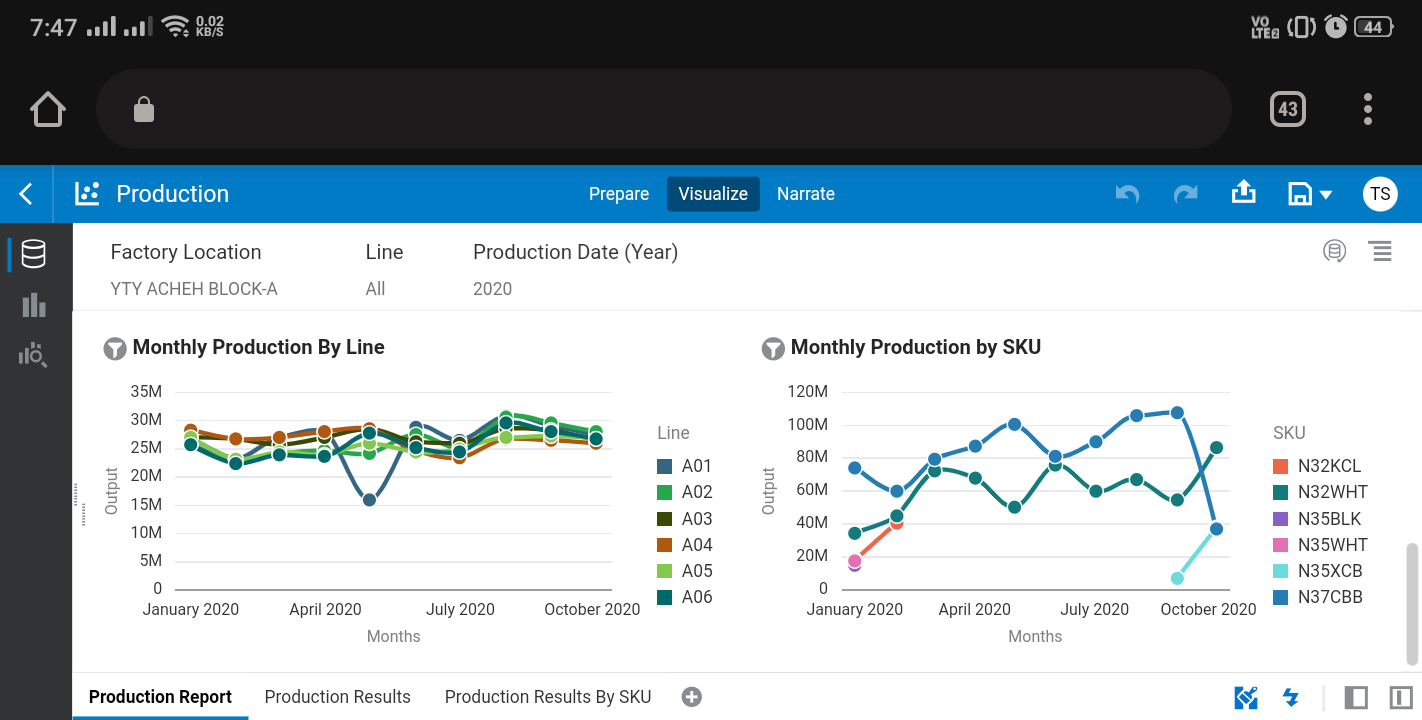 7:47 0.02 KB/S VO LTE2 44
43
Production Prepare Visualize Narrate TS
Factory Location Line Production Date (Year)
YTY ACHEH BLOCK-A All 2020
Monthly Production By Line
35M
30M
25M
20M
15M
10M
5M
0
Output
January 2020 April 2020 July 2020 October 2020
Months
Line
A01
A02
A03
A04
A05
A06
Monthly Production by SKU
120M
100M
80M
60M
40M
20M
0
Output
January 2020 April 2020 July 2020 October 2020
Months
SKU
N32KCL
N32WHT
N35BLK
N35WHT
N35XCB
N37CBB
Production Report Production Results Production Results By SKU